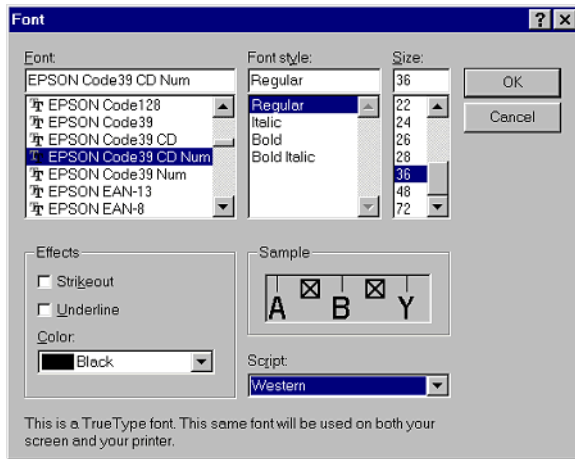 Font
Font:
EPSON Code39 CD Num
EPSON Code128
EPSON Code39
EPSON Code39 CD
EPSON Code39 CD Num
EPSON Code39 Num
EPSON EAN-13
EPSON EAN-8
Font style:
Regular
Regular
Italic
Bold
Bold Italic
Size:
36
22
24
26
28
36
48
72
OK
Cancel
Effects
Strikeout
Underline
Color:
Black
Sample
A B Y
Script:
Western
This is a TrueType font. This same font will be used on both your
screen and your printer.